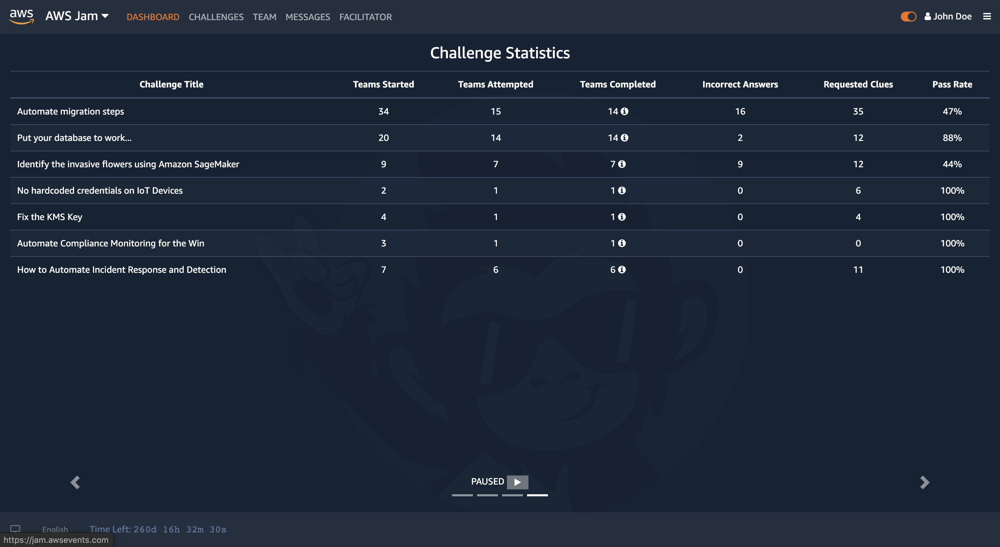 aws AWS Jam DASHBOARD CHALLENGES TEAM MESSAGES FACILITATOR John Doe
Challenge Statistics
Challenge Title Teams Started Teams Attempted Teams Completed Incorrect Answers Requested Clues Pass Rate
Automate migration steps 34 15 14 16 35 47%
Put your database to work... 20 14 14 2 12 88%
Identify the invasive flowers using Amazon SageMaker 9 7 7 9 12 44%
No hardcoded credentials on IoT Devices 2 1 1 0 6 100%
Fix the KMS Key 4 1 1 0 4 100%
Automate Compliance Monitoring for the Win 3 1 1 0 0 100%
How to Automate Incident Response and Detection 7 6 6 0 11 100%
PAUSED
English Time Left: 260d 16h 32m 30s
https://jam.awsevents.com